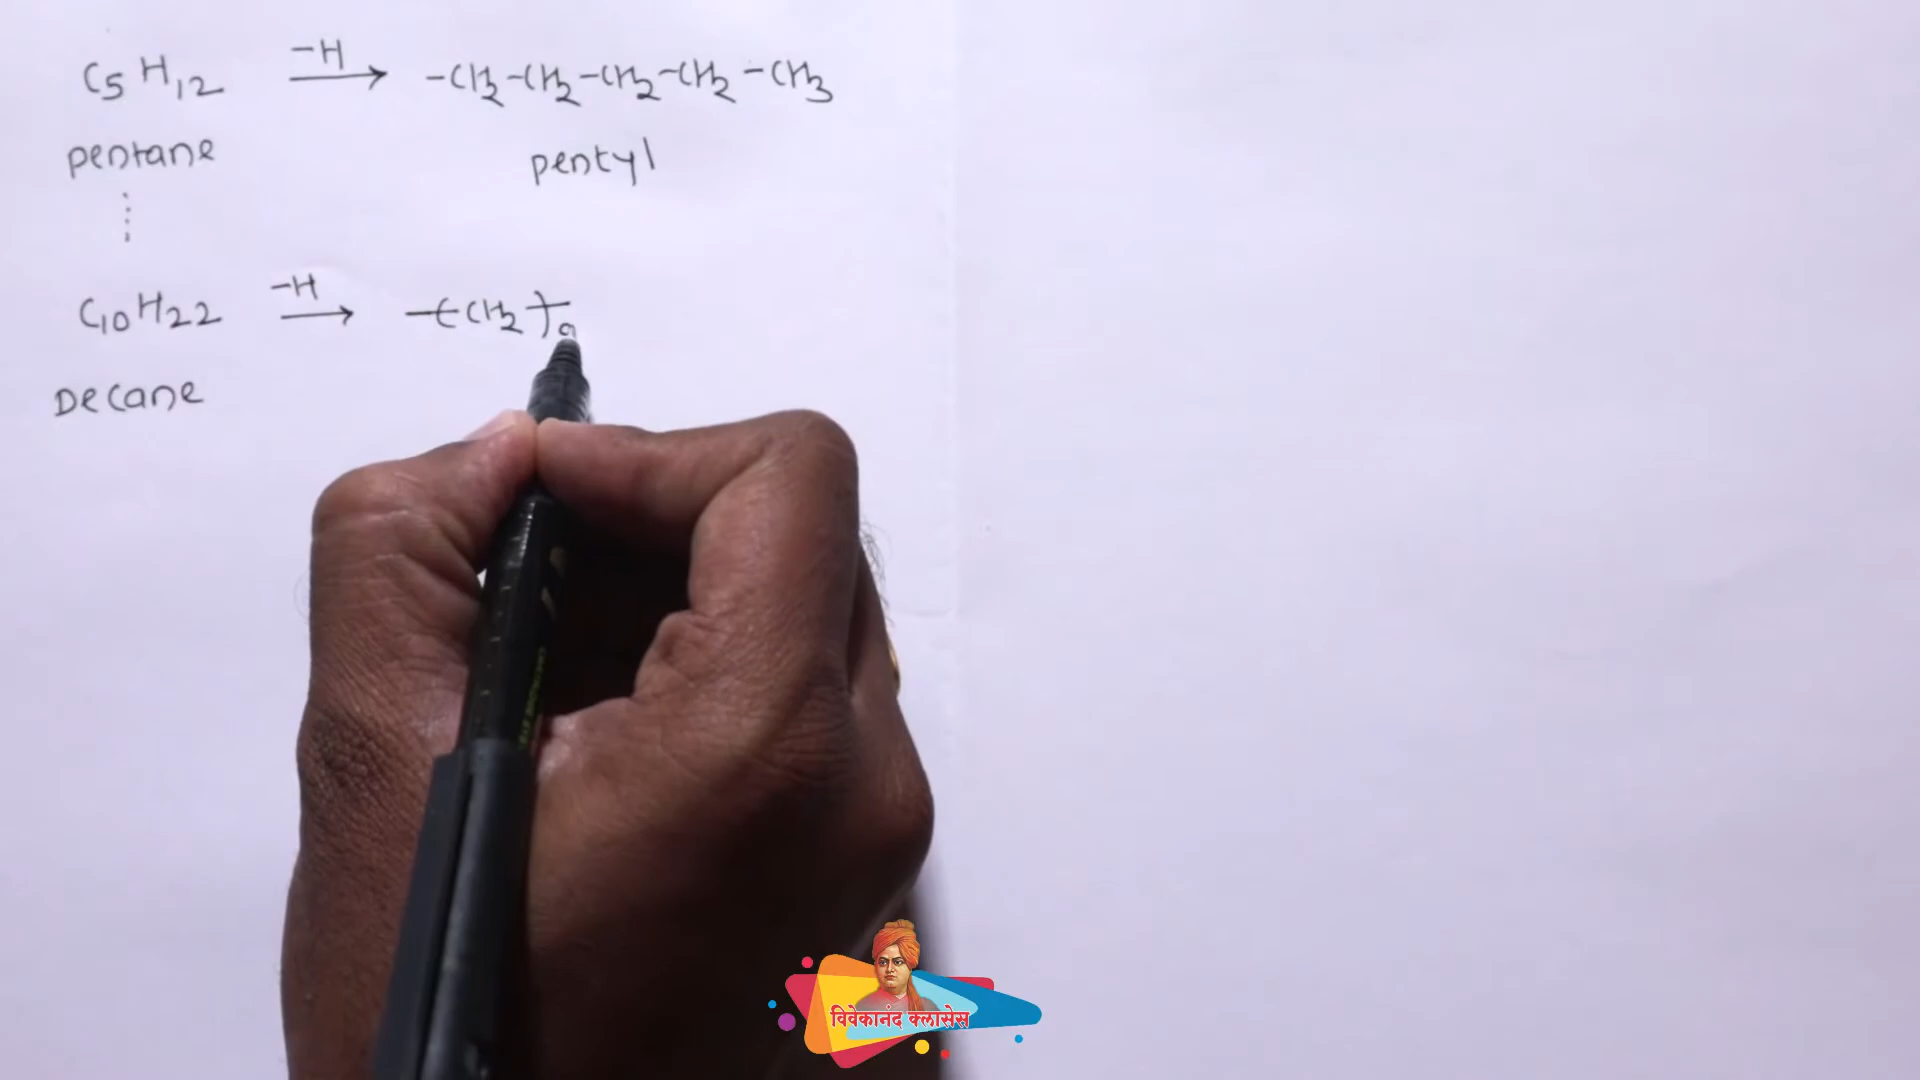 C5H12 -H → -CH2-CH2-CH2-CH2-CH3
pentane pentyl
C10H22 -H → -(CH2)-9
Decane
विवेकानंद क्लासेस